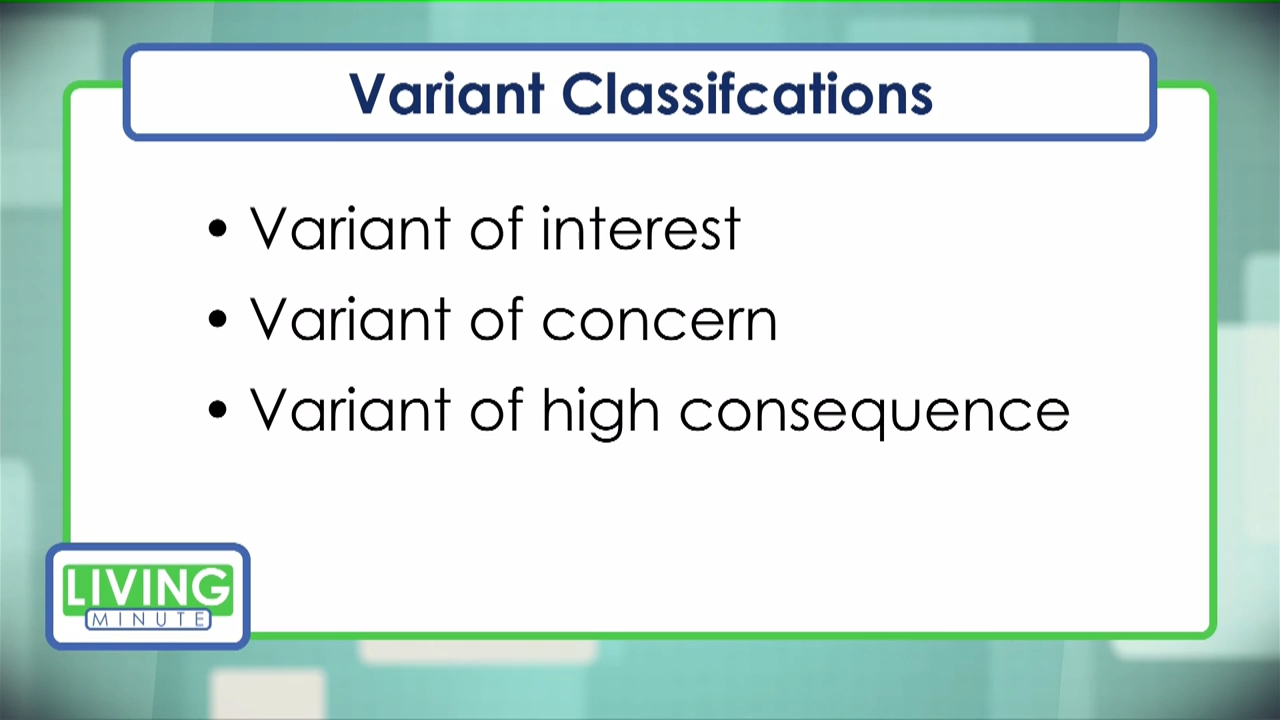 Variant Classifcations
• Variant of interest
• Variant of concern
• Variant of high consequence
LIVING
MINUTE